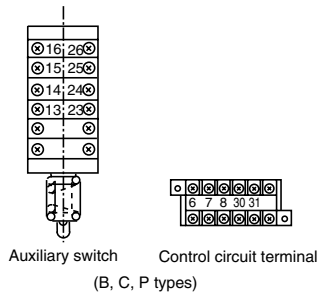 16 26
15 25
14 24
13 23
6 7 8 30 31
Auxiliary switch
Control circuit terminal
(B, C, P types)